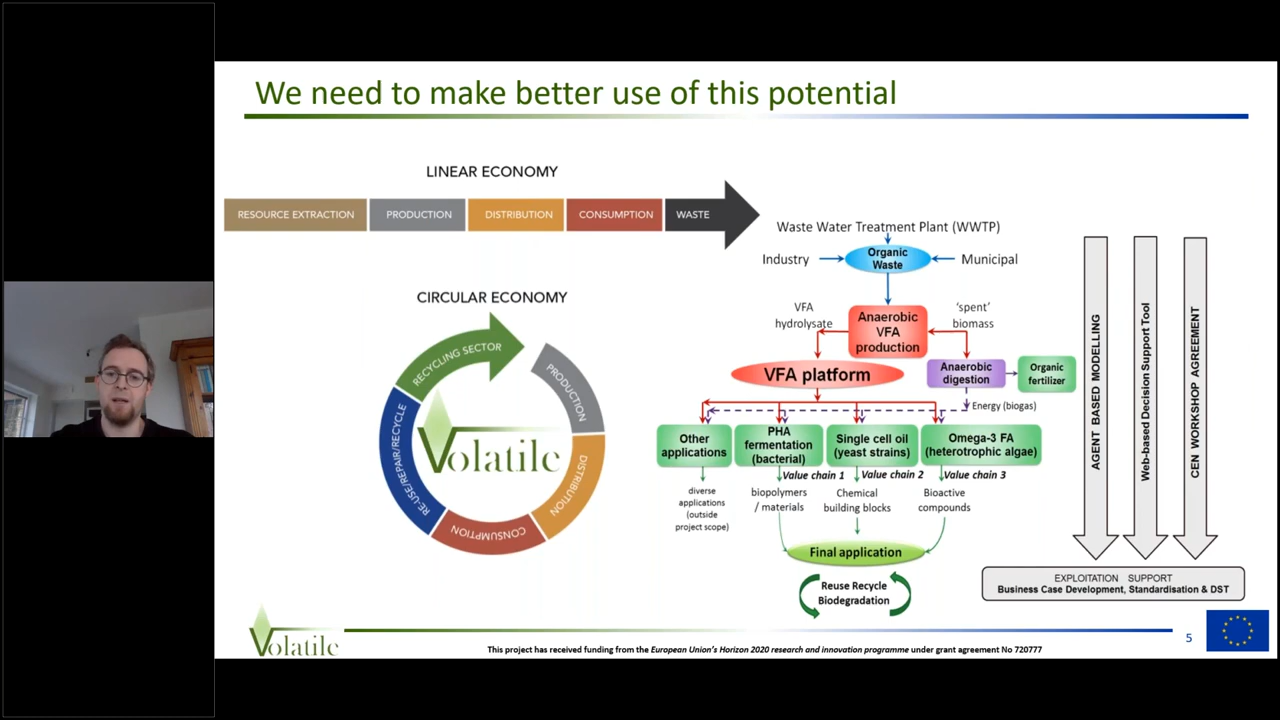 We need to make better use of this potential
LINEAR ECONOMY
RESOURCE EXTRACTION
PRODUCTION
DISTRIBUTION
CONSUMPTION
WASTE
CIRCULAR ECONOMY
RECYCLING SECTOR
PRODUCTION
DISTRIBUTION
CONSUMPTION
RE-USE/REPAIR/RECYCLE
Volatile
Waste Water Treatment Plant (WWTP)
Industry
Organic
Waste
Municipal
VFA
hydrolysate
Anaerobic
VFA
production
'spent'
biomass
VFA platform
Anaerobic
digestion
Organic
fertilizer
Energy (biogas)
Other
applications
PHA
fermentation
(bacterial)
Single cell oil
(yeast strains)
Omega-3 FA
(heterotrophic algae)
Value chain 1
Value chain 2
Value chain 3
diverse
applications
(outside
project scope)
biopolymers
/ materials
Chemical
building blocks
Bioactive
compounds
Final application
Reuse Recycle
Biodegradation
AGENT BASED MODELLING
Web-based Decision Support Tool
CEN WORKSHOP AGREEMENT
EXPLOITATION SUPPORT
Business Case Development, Standardisation & DST
Volatile
5
This project has received funding from the European Union's Horizon 2020 research and innovation programme under grant agreement No 720777